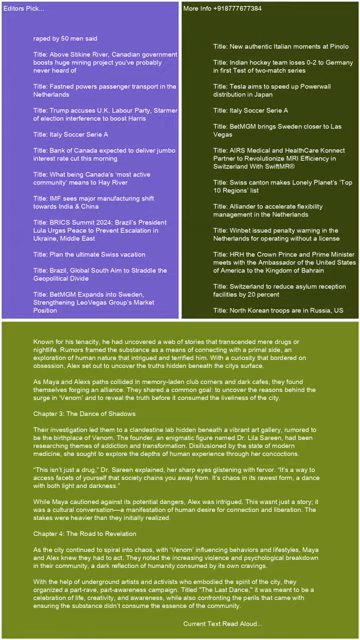 Editors Pick...
raped by 50 men said
Title: Above Stikine River, Canadian government
boosts huge mining project you've probably
never heard of
Title: Fastned powers passenger transport in the
Netherlands
Title: Trump accuses U.K. Labour Party, Starmer
of election interference to boost Harris
Title: Italy Soccer Serie A
Title: Bank of Canada expected to deliver jumbo
interest rate cut this morning
Title: What being Canada's 'most active
community' means to Hay River
Title: IMF sees major manufacturing shift
towards India & China
Title: BRICS Summit 2024: Brazil's President
Lula Urges Peace to Prevent Escalation in
Ukraine, Middle East
Title: Plan the ultimate Swiss vacation
Title: Brazil, Global South Aim to Straddle the
Geopolitical Divide
Title: BetMGM Expands into Sweden,
Strengthening LeoVegas Group's Market
Position
More Info +918777877384
Title: New authentic Italian moments at Pinolo
Title: Indian hockey team loses 0-2 to Germany
in first Test of two-match series
Title: Tesla aims to speed up Powerwall
distribution in Japan
Title: Italy Soccer Serie A
Title: BetMGM brings Sweden closer to Las
Vegas
Title: AIRS Medical and HealthCare Konnect
Partner to Revolutionize MRI Efficiency in
Switzerland With SwiftMR®
Title: Swiss canton makes Lonely Planet's 'Top
10 Regions' list
Title: Alliander to accelerate flexibility
management in the Netherlands
Title: Winbet issued penalty warning in the
Netherlands for operating without a license
Title: HRH the Crown Prince and Prime Minister
meets with the Ambassador of the United States
of America to the Kingdom of Bahrain
Title: Switzerland to reduce asylum reception
facilities by 20 percent
Title: North Korean troops are in Russia, US
Known for his tenacity, he had uncovered a web of stories that transcended mere drugs or
nightlife. Rumors framed the substance as a means of connecting with a primal side, an
exploration of human nature that intrigued and terrified him. With a curiosity that bordered on
obsession, Alex set out to uncover the truths hidden beneath the citys surface.
As Maya and Alexs paths collided in memory-laden club corners and dark cafes, they found
themselves forging an alliance. They shared a common goal: to uncover the reasons behind the
surge in 'Venom' and to reveal the truth before it consumed the liveliness of the city.
Chapter 3: The Dance of Shadows
Their investigation led them to a clandestine lab hidden beneath a vibrant art gallery, rumored to
be the birthplace of Venom. The founder, an enigmatic figure named Dr. Lila Sareen, had been
researching themes of addiction and transformation. Disillusioned by the state of modern
medicine, she sought to explore the depths of human experience through her concoctions.
"This isn't just a drug," Dr. Sareen explained, her sharp eyes glistening with fervor. "It's a way to
access facets of yourself that society chains you away from. It's chaos in its rawest form, a dance
with both light and darkness."
While Maya cautioned against its potential dangers, Alex was intrigued. This wasnt just a story; it
was a cultural conversation—a manifestation of human desire for connection and liberation. The
stakes were heavier than they initially realized.
Chapter 4: The Road to Revelation
As the city continued to spiral into chaos, with 'Venom' influencing behaviors and lifestyles, Maya
and Alex knew they had to act. They noted the increasing violence and psychological breakdown
in their community, a dark reflection of humanity consumed by its own cravings.
With the help of underground artists and activists who embodied the spirit of the city, they
organized a part-rave, part-awareness campaign. Titled "The Last Dance," it was meant to be a
celebration of life, creativity, and awareness, while also confronting the perils that came with
ensuring the substance didn't consume the essence of the community.
Current Text Read Aloud...